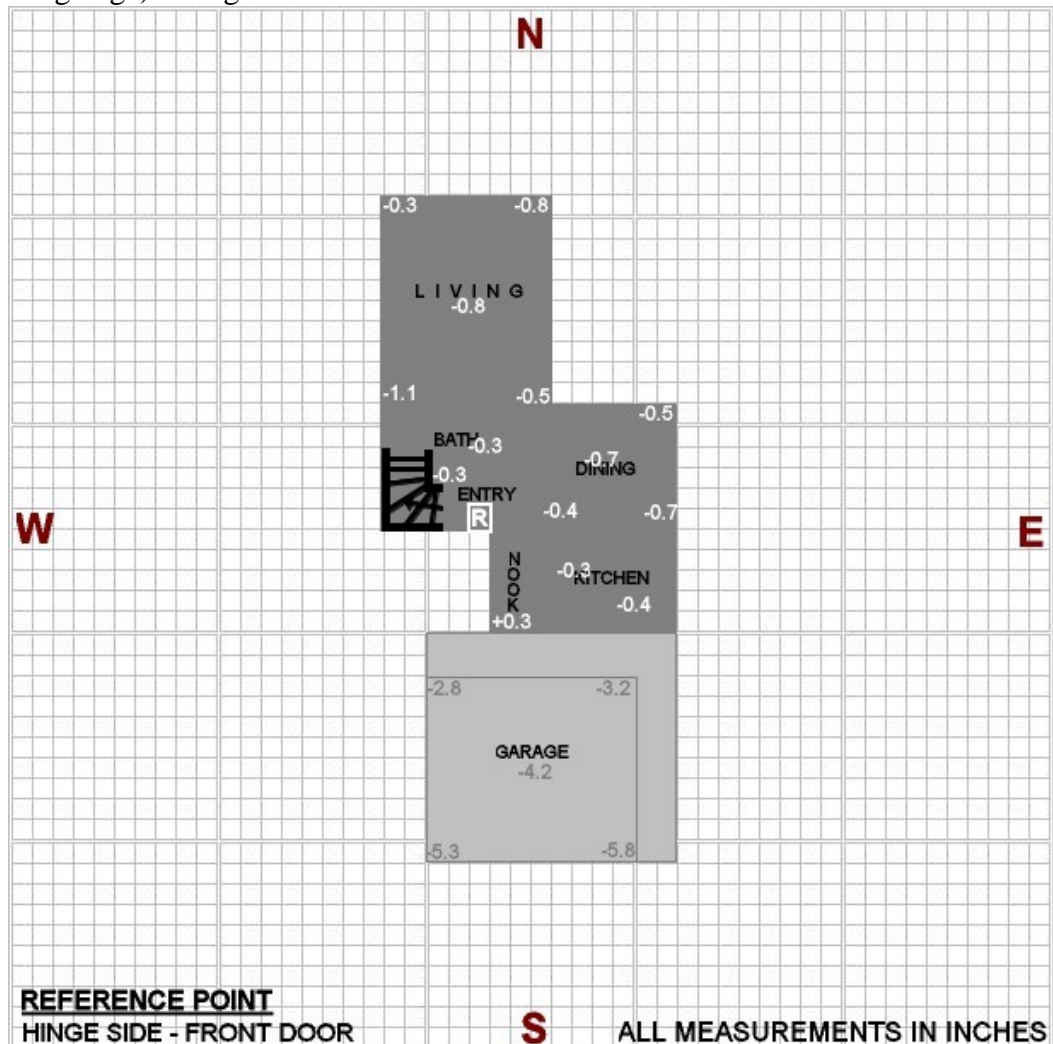 N
-0.3 -0.8
LIVING
-0.8
-1.1 -0.5
-0.5
BATH -0.3
-0.7
DINING
-0.3
ENTRY
R -0.4 -0.7
W E
NOOK
-0.3
KITCHEN
-0.4
+0.3
-2.8 -3.2
GARAGE
-4.2
-5.3 -5.8
REFERENCE POINT
HINGE SIDE - FRONT DOOR S ALL MEASUREMENTS IN INCHES